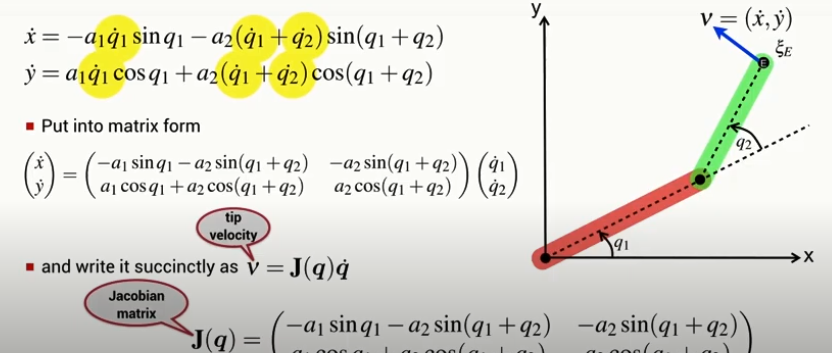 ẋ = −a₁q̇₁ sin q₁ − a₂(q̇₁ + q̇₂) sin(q₁ + q₂)
ẏ = a₁q̇₁ cos q₁ + a₂(q̇₁ + q̇₂) cos(q₁ + q₂)
▪ Put into matrix form
(ẋ) = (−a₁ sin q₁ − a₂ sin(q₁ + q₂) −a₂ sin(q₁ + q₂)) (q̇₁)
(ẏ) (a₁ cos q₁ + a₂ cos(q₁ + q₂) a₂ cos(q₁ + q₂)) (q̇₂)
tip
velocity
▪ and write it succinctly as ν = J(q)q̇
Jacobian
matrix
J(q) = (−a₁ sin q₁ − a₂ sin(q₁ + q₂) −a₂ sin(q₁ + q₂))
y
ν = (ẋ, ẏ)
ξE
E
q₂
q₁
x